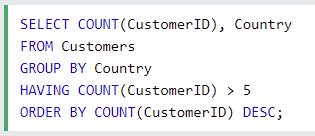 SELECT COUNT(CustomerID), Country
FROM Customers
GROUP BY Country
HAVING COUNT(CustomerID) > 5
ORDER BY COUNT(CustomerID) DESC;